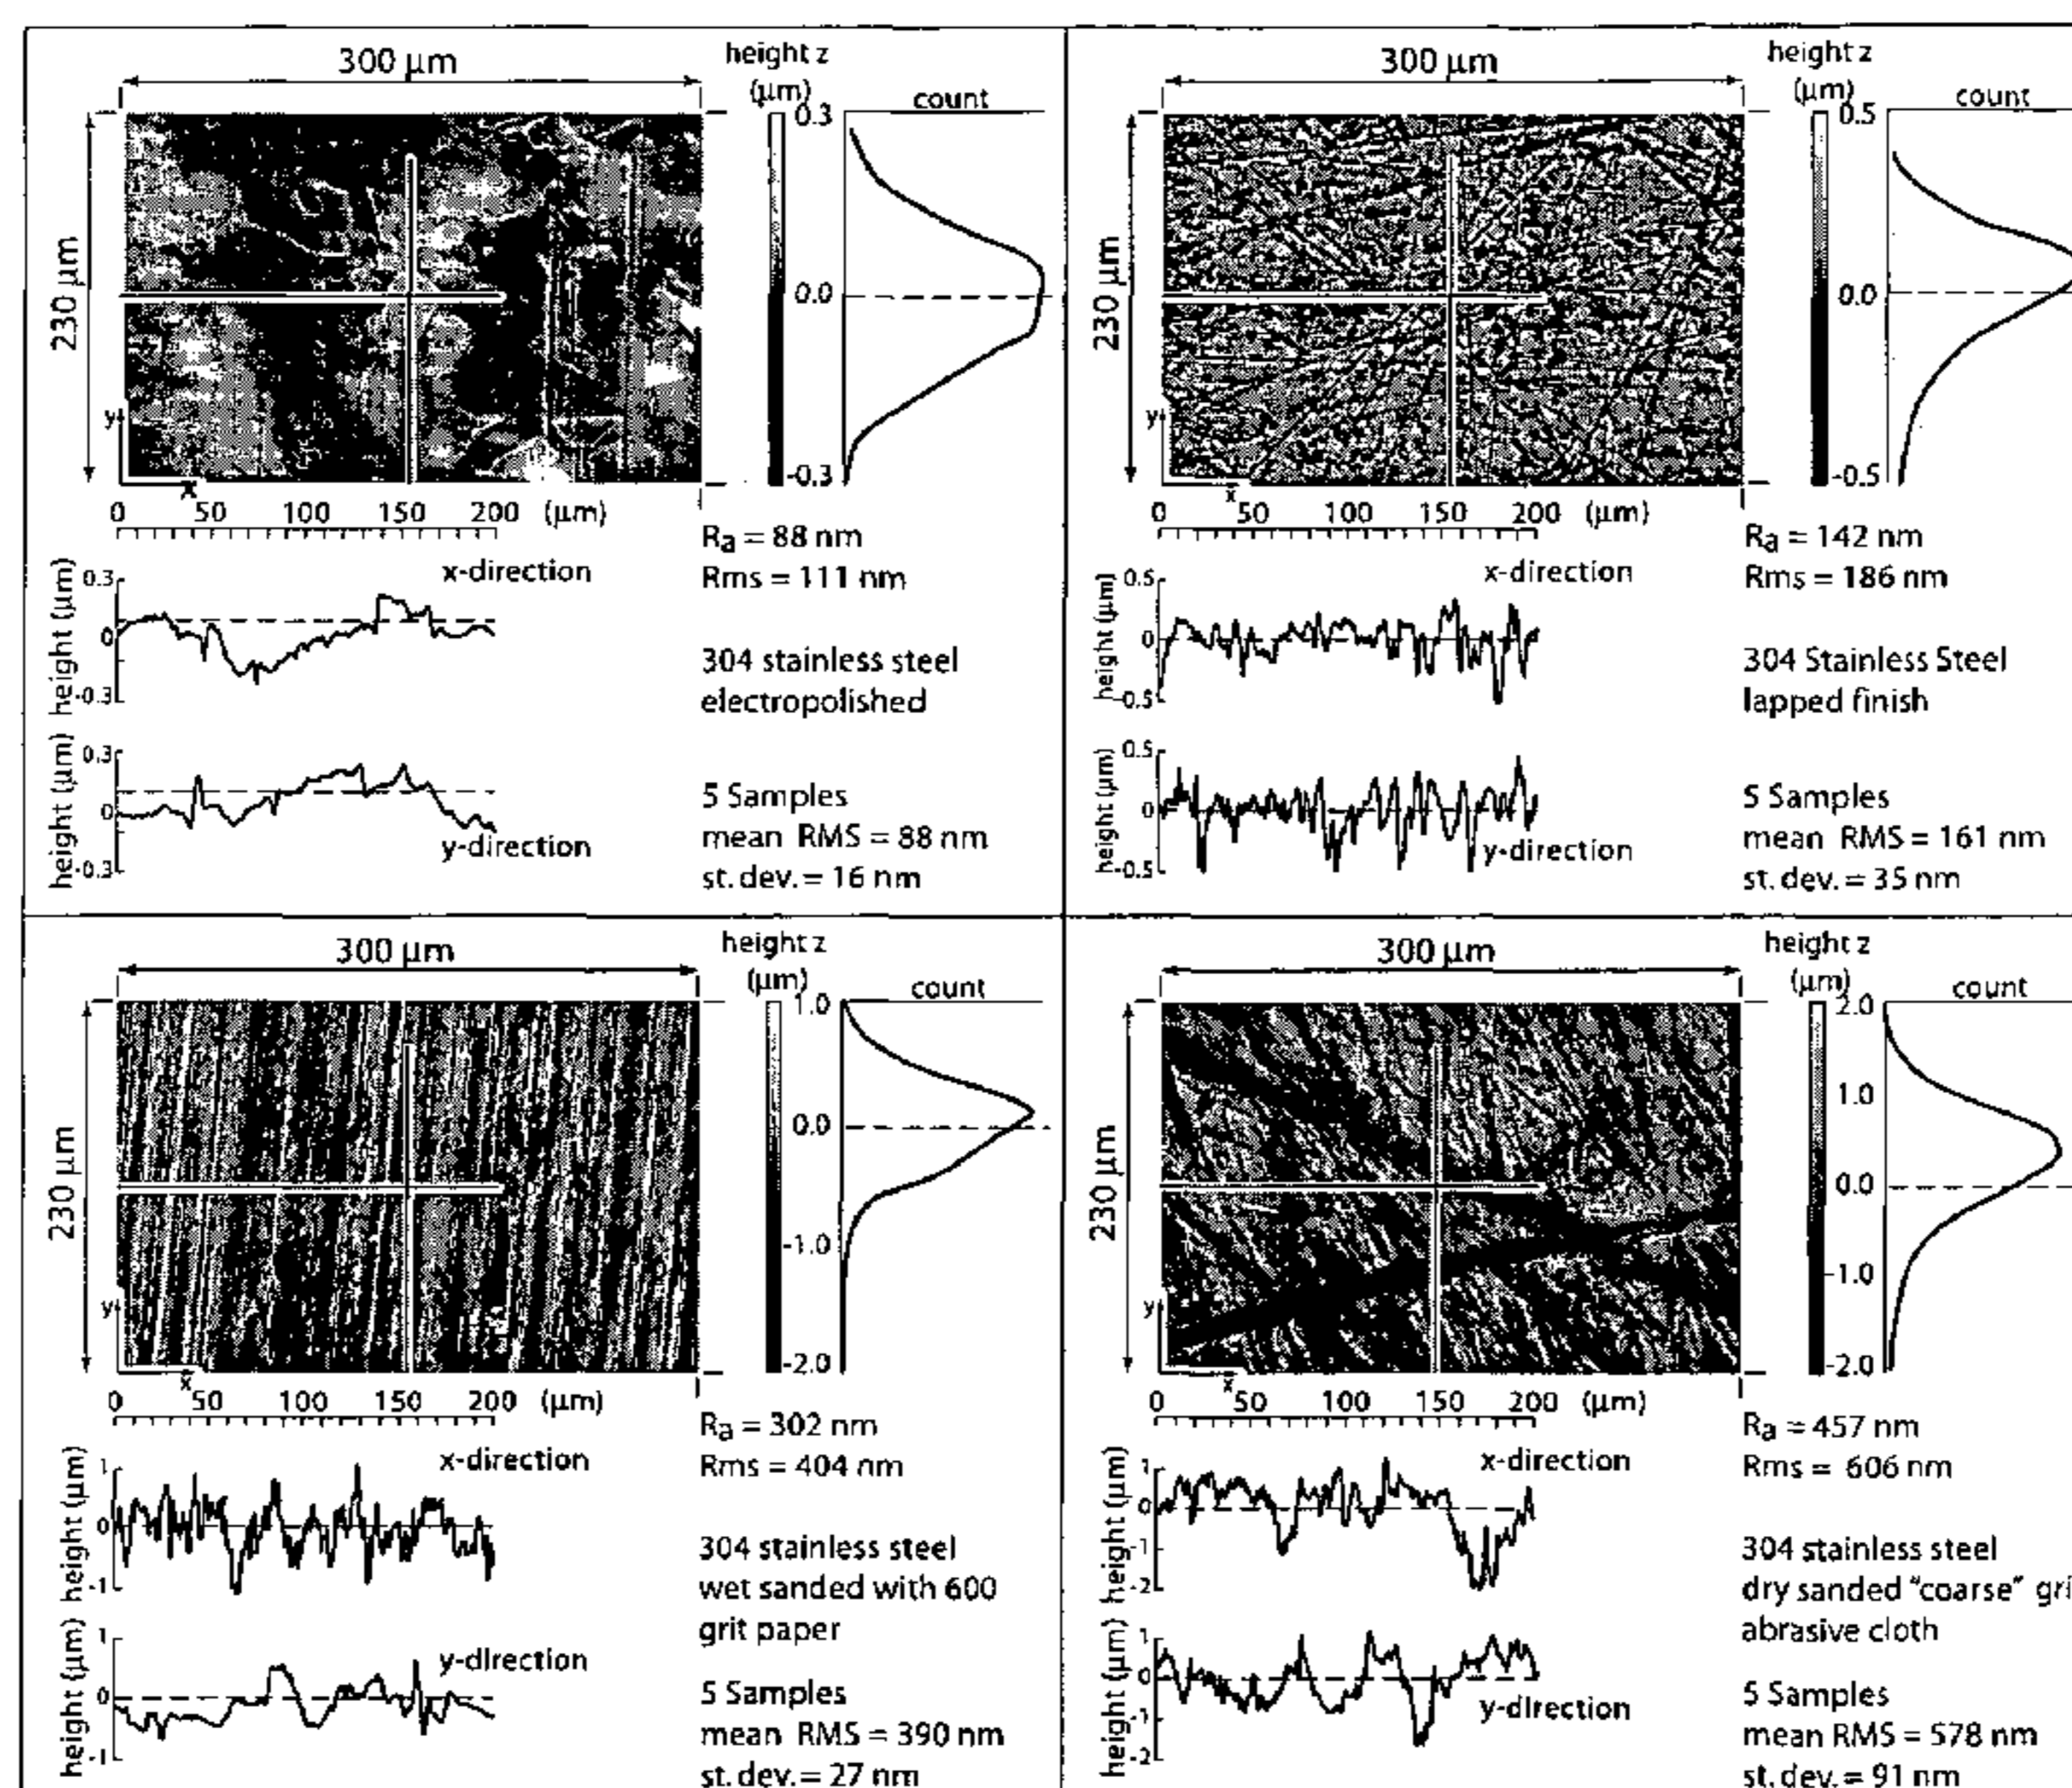 300 µm
height z
(µm)
count
0.3
0.0
-0.3
230 µm
y
x
0 50 100 150 200 (µm)
Ra = 88 nm
Rms = 111 nm
x-direction
height (µm)
0.3
0
-0.3
304 stainless steel
electropolished
height (µm)
0.3
0
-0.3
y-direction
5 Samples
mean RMS = 88 nm
st. dev. = 16 nm
300 µm
height z
(µm)
count
0.5
0.0
-0.5
230 µm
y
x
0 50 100 150 200 (µm)
Ra = 142 nm
Rms = 186 nm
x-direction
height (µm)
0.5
0
-0.5
304 Stainless Steel
lapped finish
height (µm)
0.5
0
-0.5
y-direction
5 Samples
mean RMS = 161 nm
st. dev. = 35 nm
300 µm
height z
(µm)
count
1.0
0.0
-1.0
-2.0
230 µm
y
x
0 50 100 150 200 (µm)
Ra = 302 nm
Rms = 404 nm
x-direction
height (µm)
1
0
-1
304 stainless steel
wet sanded with 600
grit paper
height (µm)
1
0
-1
y-direction
5 Samples
mean RMS = 390 nm
st. dev. = 27 nm
300 µm
height z
(µm)
count
2.0
1.0
0.0
-1.0
-2.0
230 µm
y
x
0 50 100 150 200 (µm)
Ra = 457 nm
Rms = 606 nm
x-direction
height (µm)
1
0
-1
-2
304 stainless steel
dry sanded "coarse" gri
abrasive cloth
height (µm)
1
0
-1
-2
y-direction
5 Samples
mean RMS = 578 nm
st. dev. = 91 nm